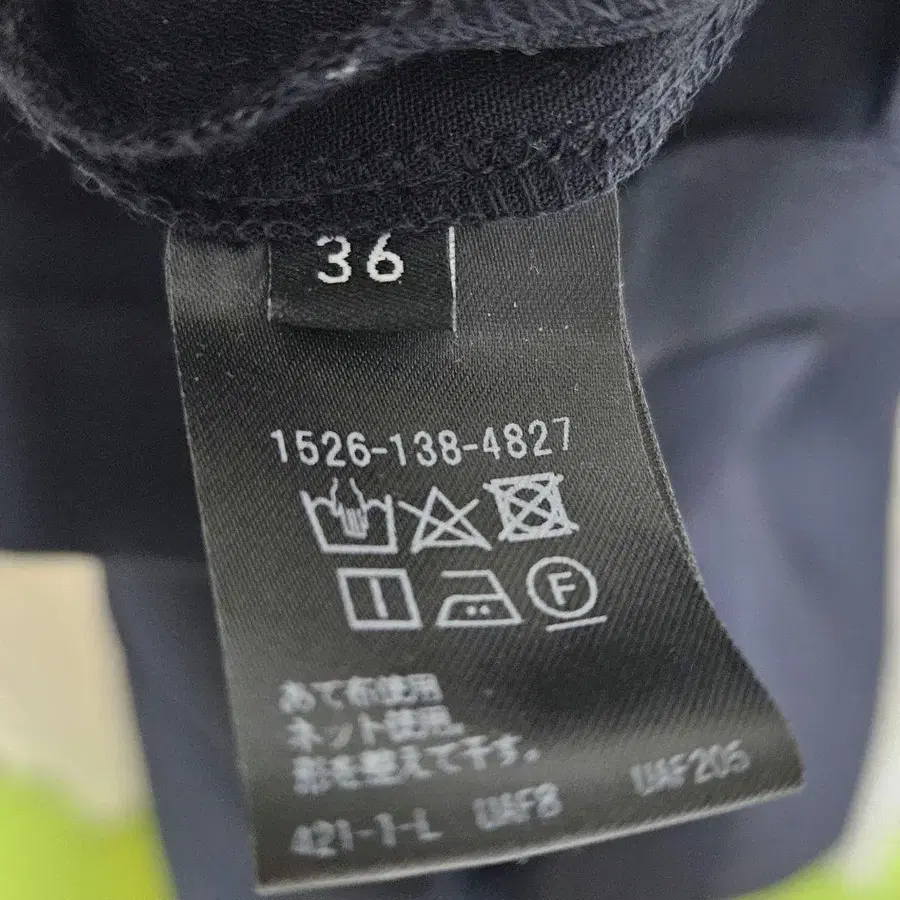 36
1526-138-4827
F
あて布使用
ネット使用
形を整えて干す。
421-1-L UAF8 UAF205